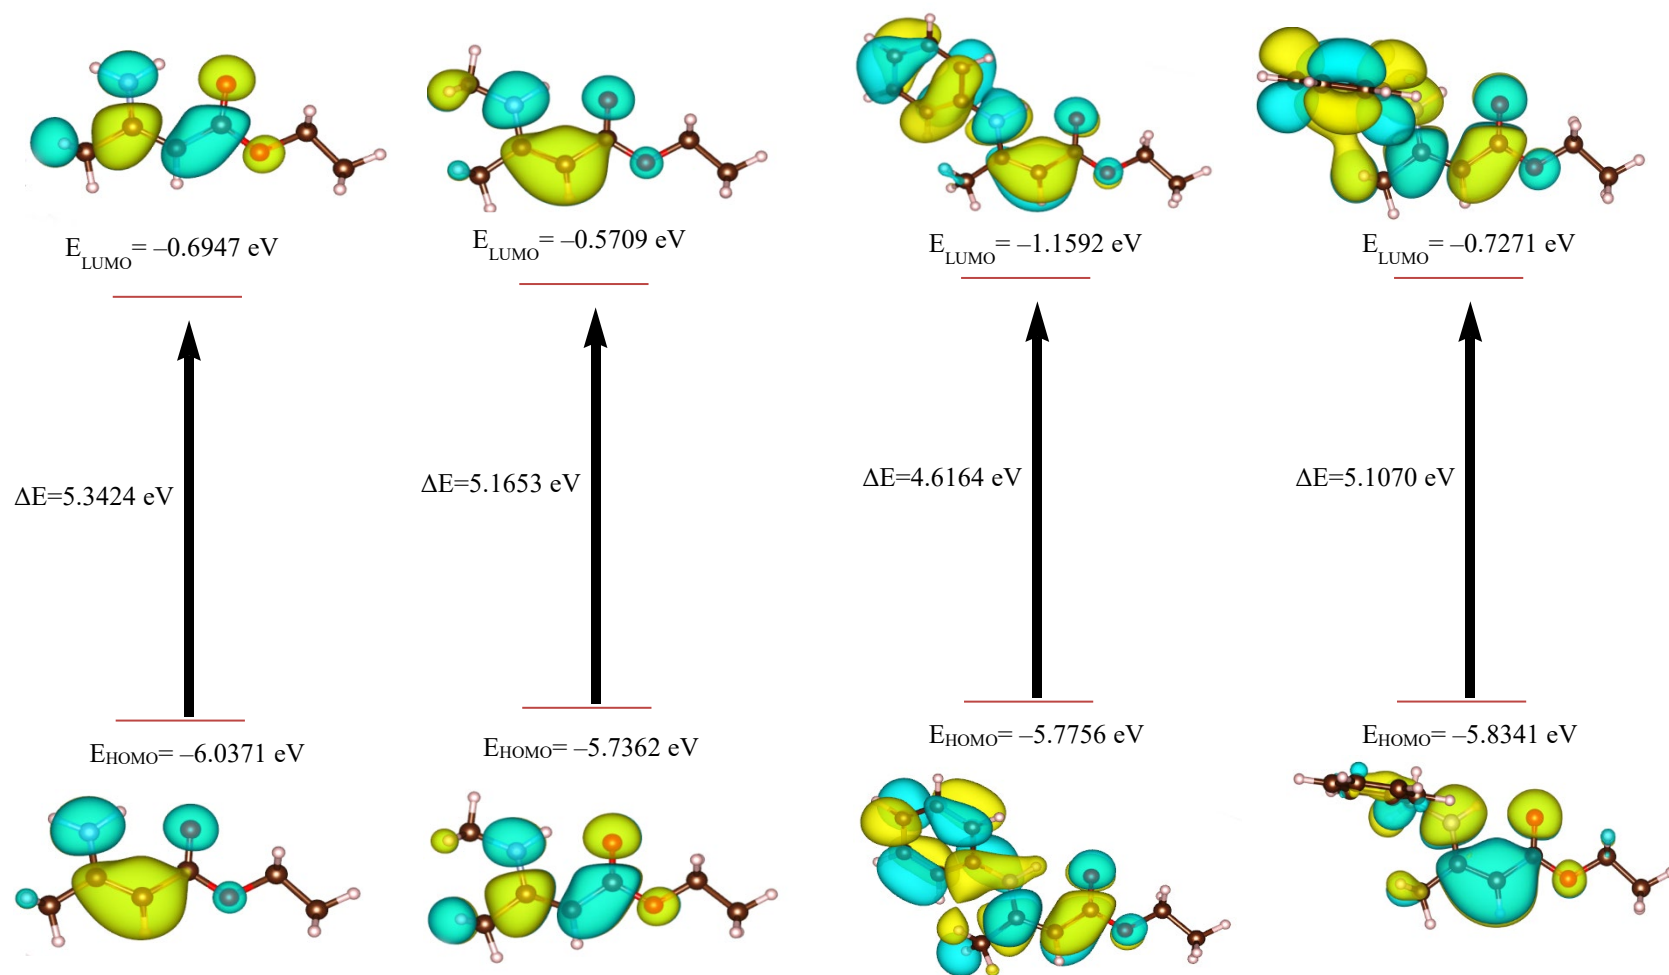 E_LUMO = –0.6947 eV
E_LUMO = –0.5709 eV
E_LUMO = –1.1592 eV
E_LUMO = –0.7271 eV
ΔE=5.3424 eV
ΔE=5.1653 eV
ΔE=4.6164 eV
ΔE=5.1070 eV
E_HOMO= –6.0371 eV
E_HOMO= –5.7362 eV
E_HOMO= –5.7756 eV
E_HOMO= –5.8341 eV